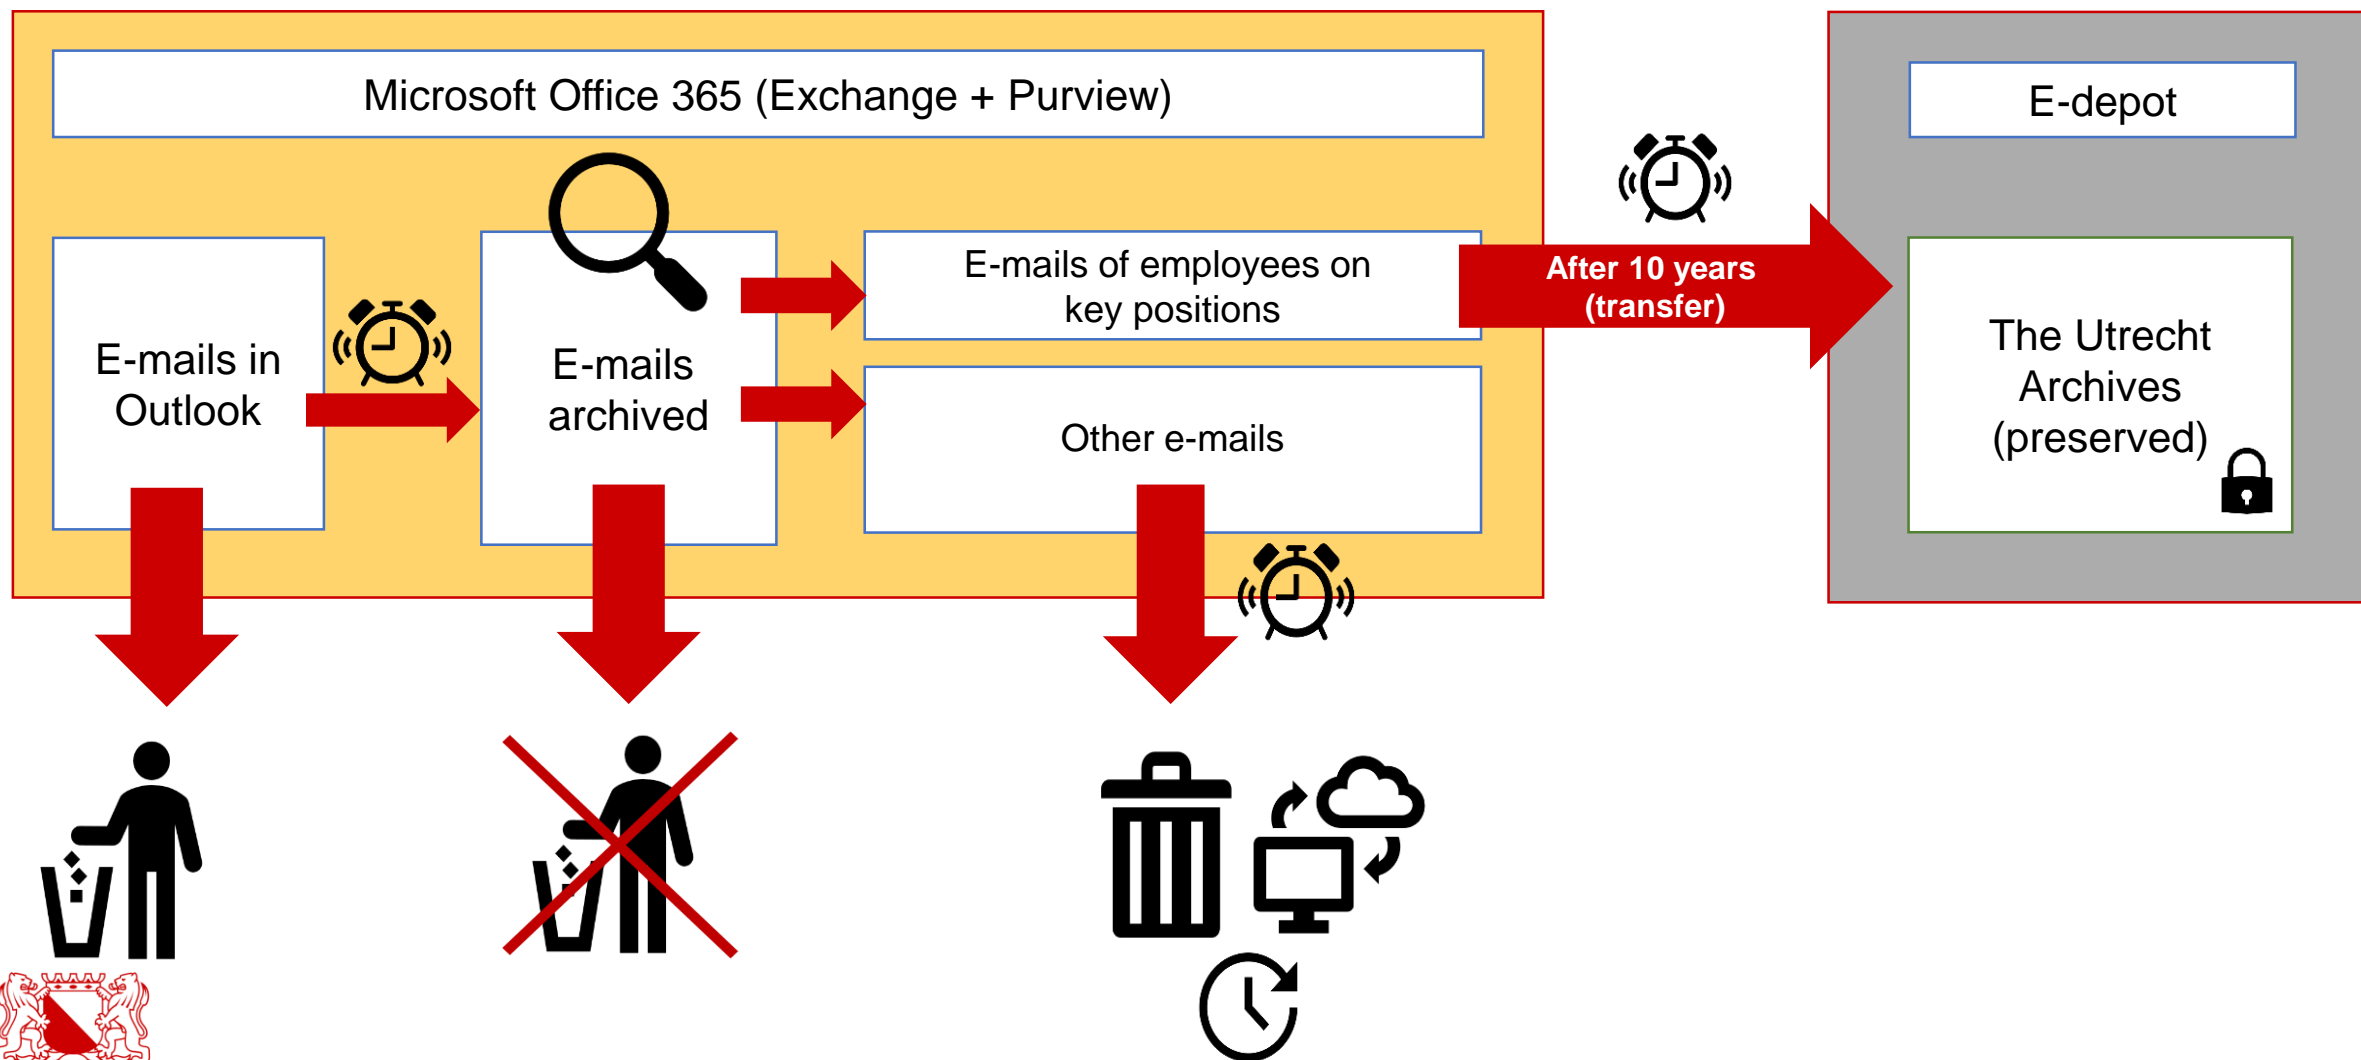 Microsoft Office 365 (Exchange + Purview)
E-depot
E-mails in
Outlook
E-mails
archived
E-mails of employees on
key positions
Other e-mails
After 10 years
(transfer)
The Utrecht
Archives
(preserved)